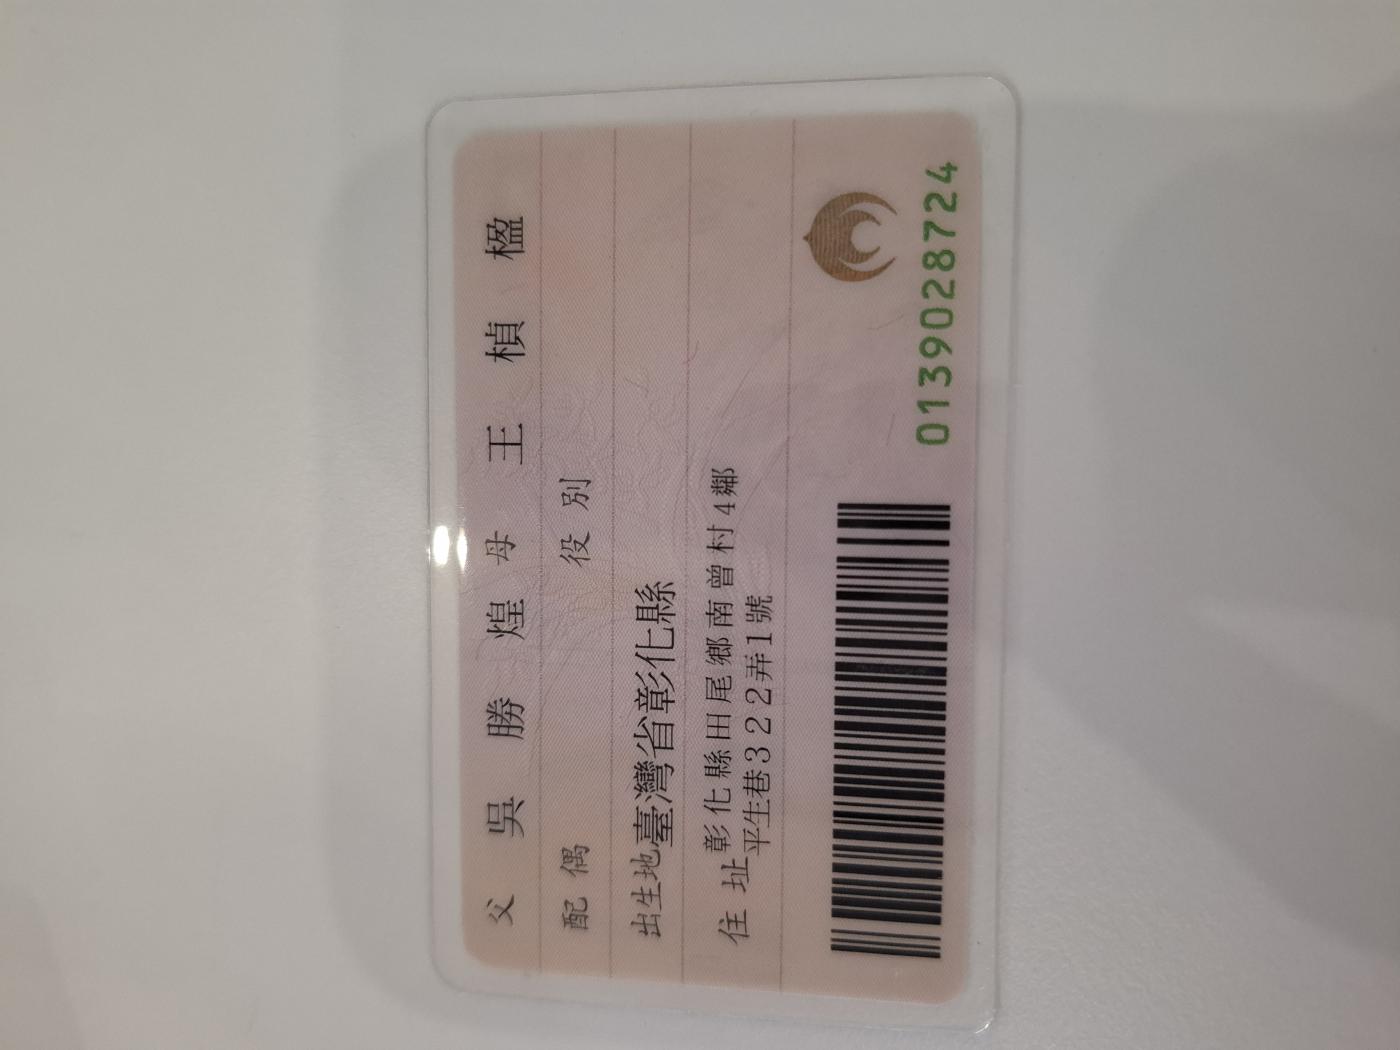 父 吳 勝 煌 母 王 楨 楹
配 偶 役 別
出生地臺灣省彰化縣
住 址 彰化縣田尾鄉南曾村4鄰
平生巷322弄1號
0139028724